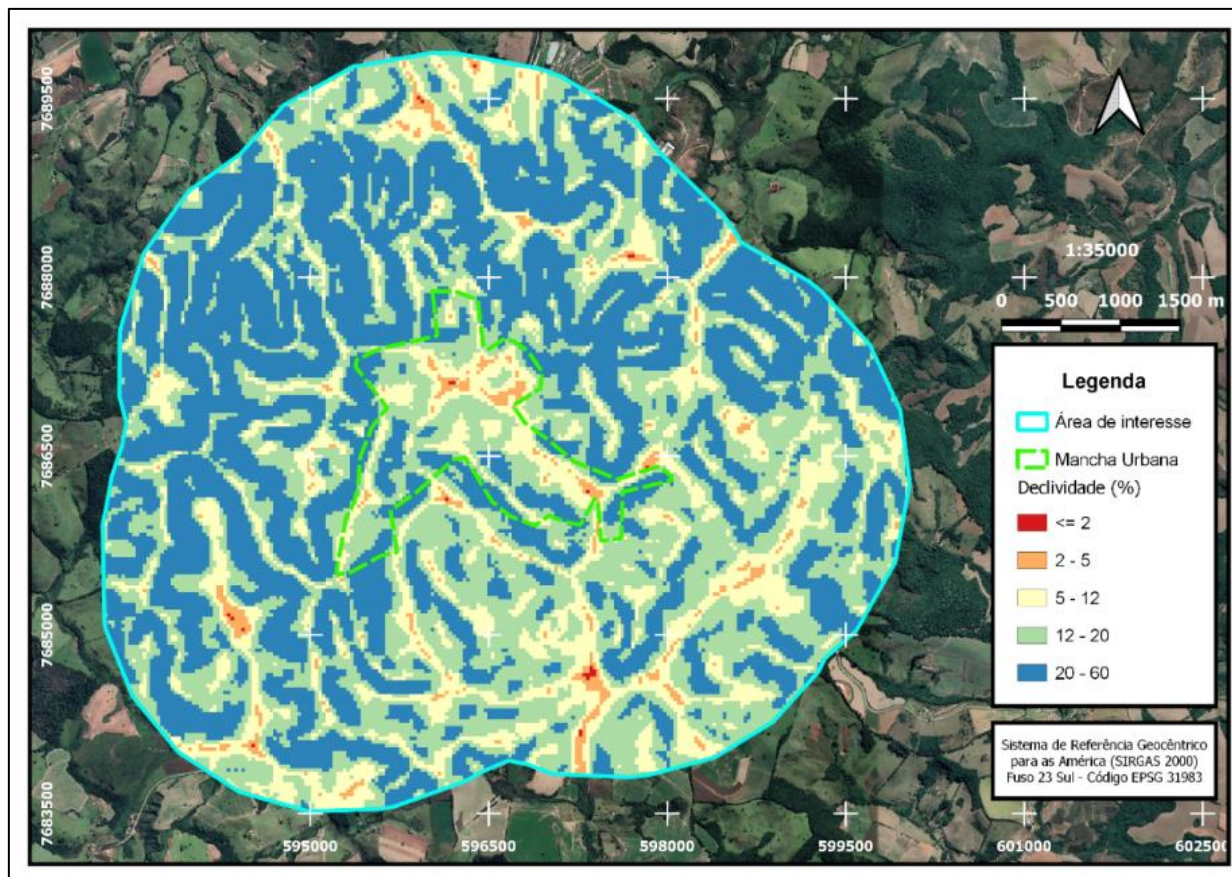 7689500
7688000
7686500
7685000
7683500
595000
596500
598000
599500
601000
602500
1:35000
0 500 1000 1500 m
Legenda
Área de interesse
Mancha Urbana
Declividade (%)
<= 2
2 - 5
5 - 12
12 - 20
20 - 60
Sistema de Referência Geocêntrico
para as América (SIRGAS 2000)
Fuso 23 Sul - Código EPSG 31983